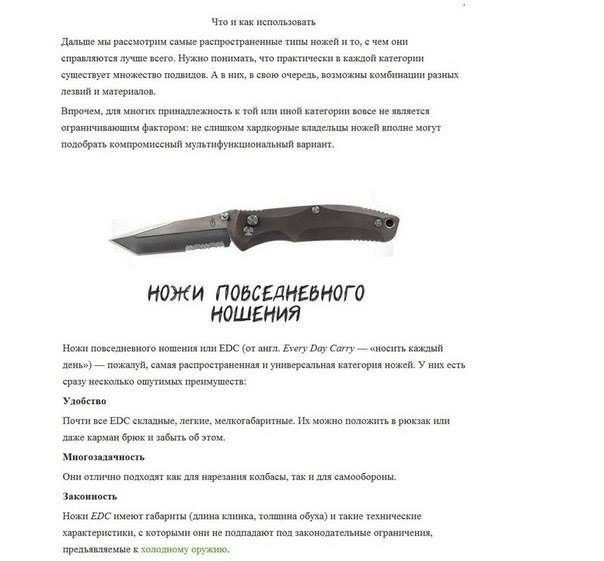 Что и как использовать
Дальше мы рассмотрим самые распространенные типы ножей и то, с чем они
справляются лучше всего. Нужно понимать, что практически в каждой категории
существует множество подвидов. А в них, в свою очередь, возможны комбинации разных
лезвий и материалов.
Впрочем, для многих принадлежность к той или иной категории вовсе не является
ограничивающим фактором: не слишком хардкорные владельцы ножей вполне могут
подобрать компромиссный мультифункциональный вариант.
НОЖИ ПОВСЕДНЕВНОГО
НОШЕНИЯ
Ножи повседневного ношения или EDC (от англ. Every Day Carry — «носить каждый
день») — пожалуй, самая распространенная и универсальная категория ножей. У них есть
сразу несколько ощутимых преимуществ:
Удобство
Почти все EDC складные, легкие, мелкогабаритные. Их можно положить в рюкзак или
даже карман брюк и забыть об этом.
Многозадачность
Они отлично подходят как для нарезания колбасы, так и для самообороны.
Законность
Ножи EDC имеют габариты (длина клинка, толщина обуха) и такие технические
характеристики, с которыми они не подпадают под законодательные ограничения,
предъявляемые к холодному оружию.